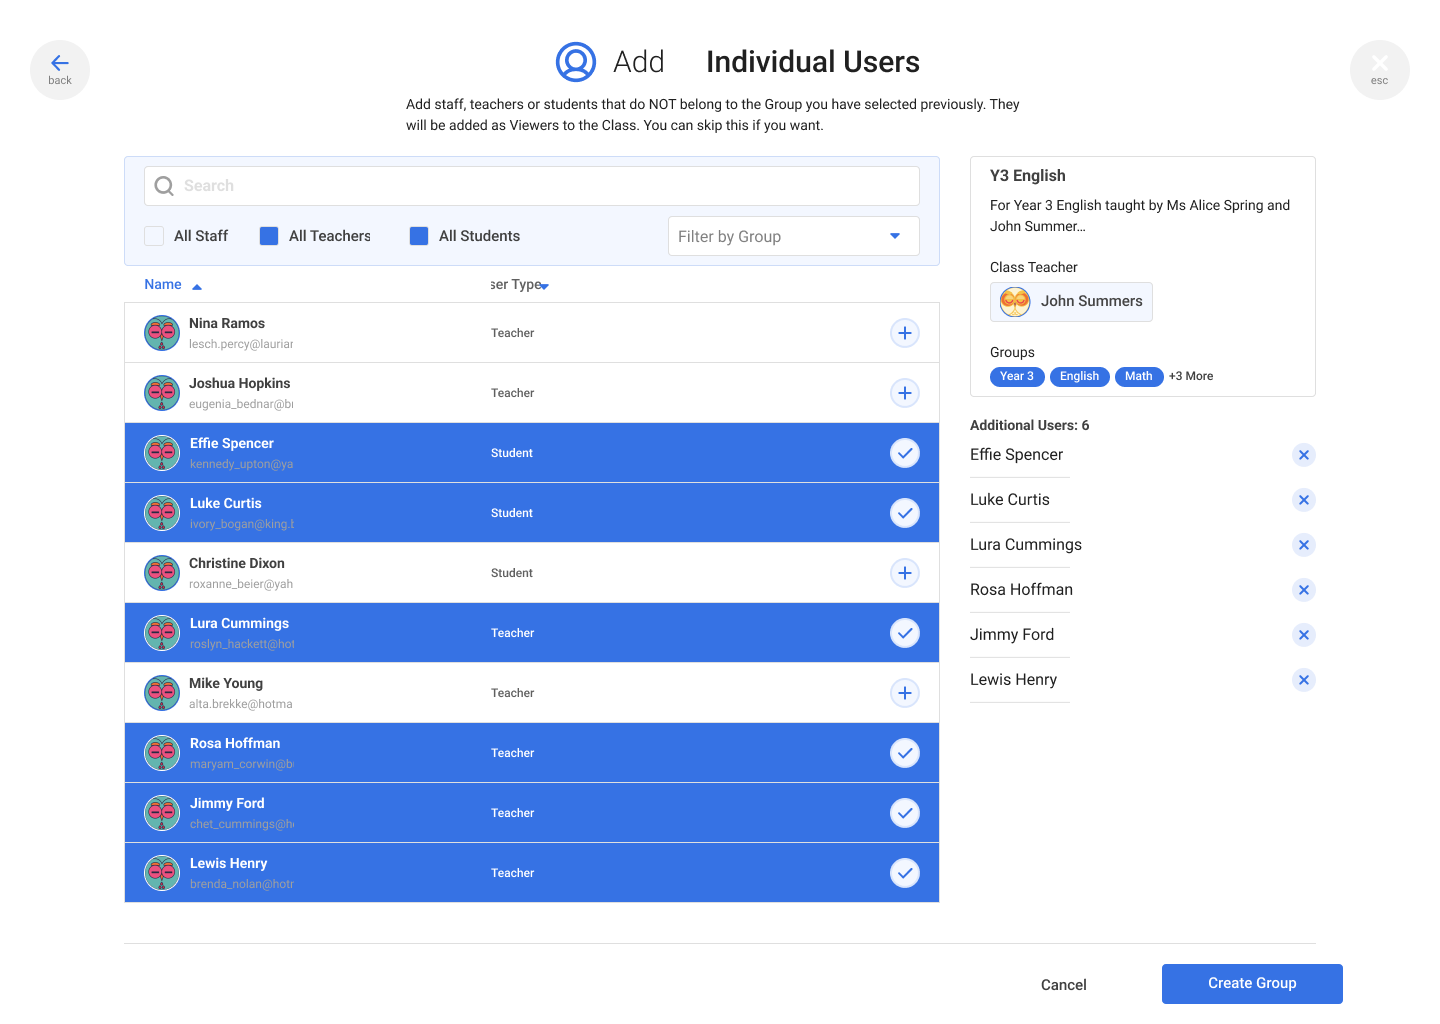 back
Add Individual Users
esc
Add staff, teachers or students that do NOT belong to the Group you have selected previously. They
will be added as Viewers to the Class. You can skip this if you want.
Search
All Staff
All Teachers
All Students
Filter by Group
Name
ser Type
Nina Ramos
lesch.percy@laurian
Teacher
Joshua Hopkins
eugenia_bednar@br
Teacher
Effie Spencer
kennedy_upton@ya
Student
Luke Curtis
ivory_bogan@king.b
Student
Christine Dixon
roxanne_beier@yah
Student
Lura Cummings
roslyn_hackett@hot
Teacher
Mike Young
alta.brekke@hotma
Teacher
Rosa Hoffman
maryam_corwin@b
Teacher
Jimmy Ford
chet_cummings@h
Teacher
Lewis Henry
brenda_nolan@hotr
Teacher
Y3 English
For Year 3 English taught by Ms Alice Spring and
John Summer...
Class Teacher
John Summers
Groups
Year 3
English
Math
+3 More
Additional Users: 6
Effie Spencer
Luke Curtis
Lura Cummings
Rosa Hoffman
Jimmy Ford
Lewis Henry
Cancel
Create Group